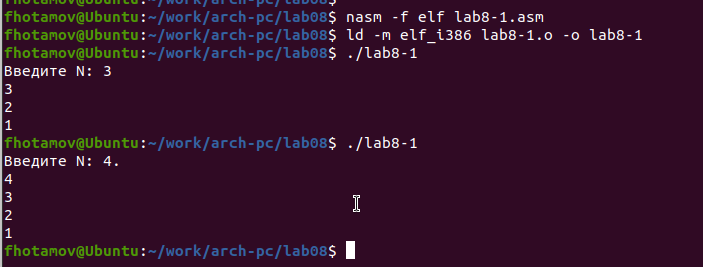 fhotamov@Ubuntu:~/work/arch-pc/lab08$ nasm -f elf lab8-1.asm
fhotamov@Ubuntu:~/work/arch-pc/lab08$ ld -m elf_i386 lab8-1.o -o lab8-1
fhotamov@Ubuntu:~/work/arch-pc/lab08$ ./lab8-1
Введите N: 3
3
2
1
fhotamov@Ubuntu:~/work/arch-pc/lab08$ ./lab8-1
Введите N: 4.
4
3
2
1
fhotamov@Ubuntu:~/work/arch-pc/lab08$